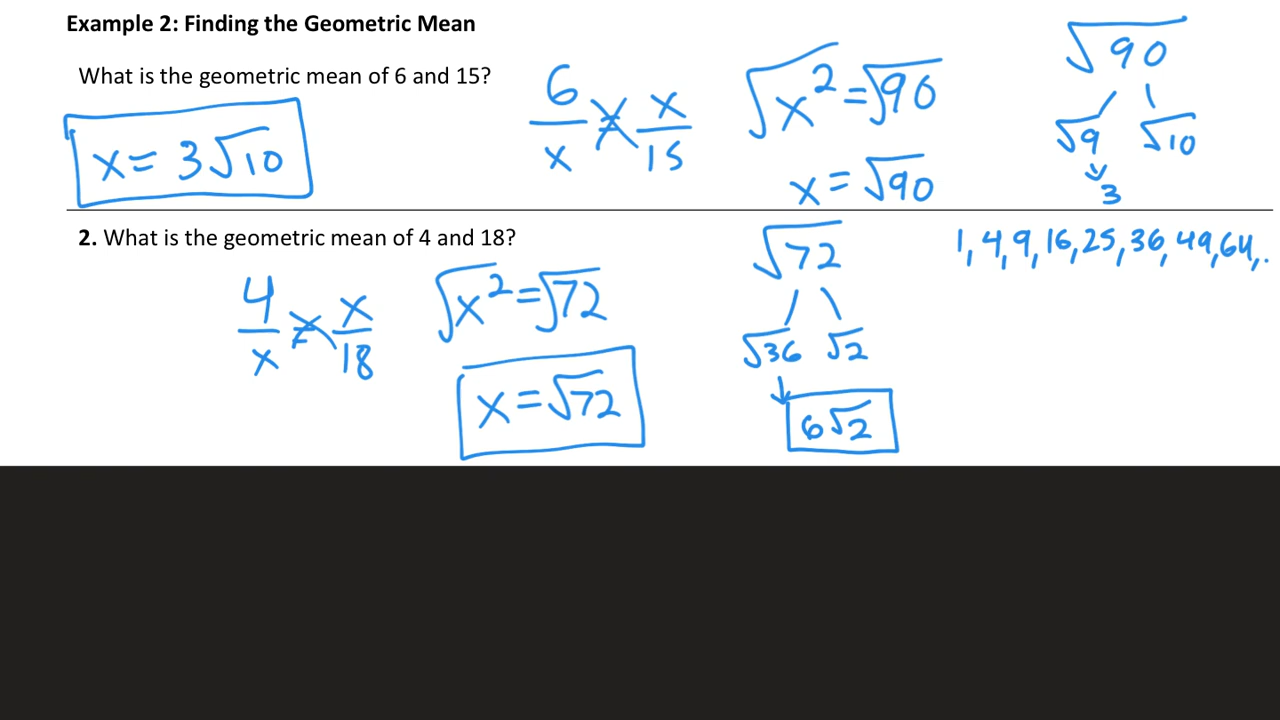 Example 2: Finding the Geometric Mean
What is the geometric mean of 6 and 15?
x = 3√10
6/x = x/15
√x² = √90
x = √90
√90
√9 √10
3
2. What is the geometric mean of 4 and 18?
4/x = x/18
√x² = √72
x = √72
√72
√36 √2
6√2
1, 4, 9, 16, 25, 36, 49, 64, .